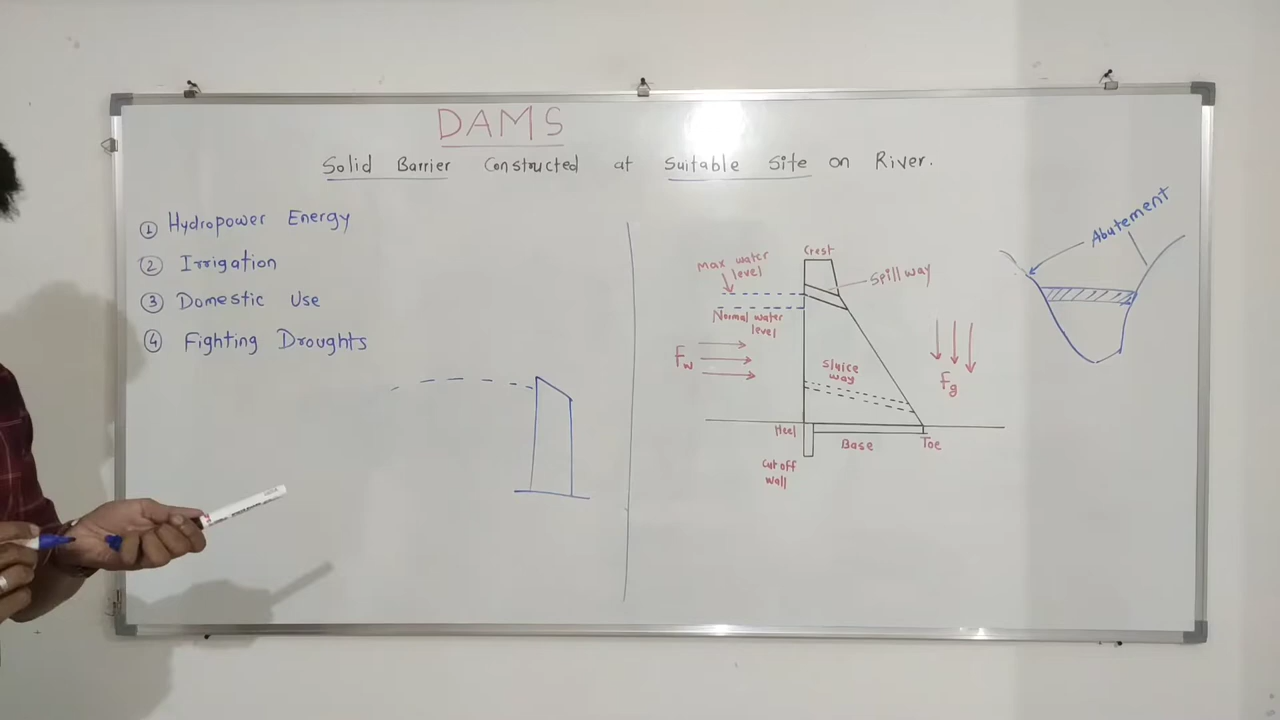 DAMS
Solid Barrier Constructed at Suitable Site on River.
① Hydropower Energy
② Irrigation
③ Domestic Use
④ Fighting Droughts
Crest
Max water
level
Spill way
Normal water
level
Fw
Sluice
way
Fg
Heel
Base
Toe
Cut off
wall
Abutement